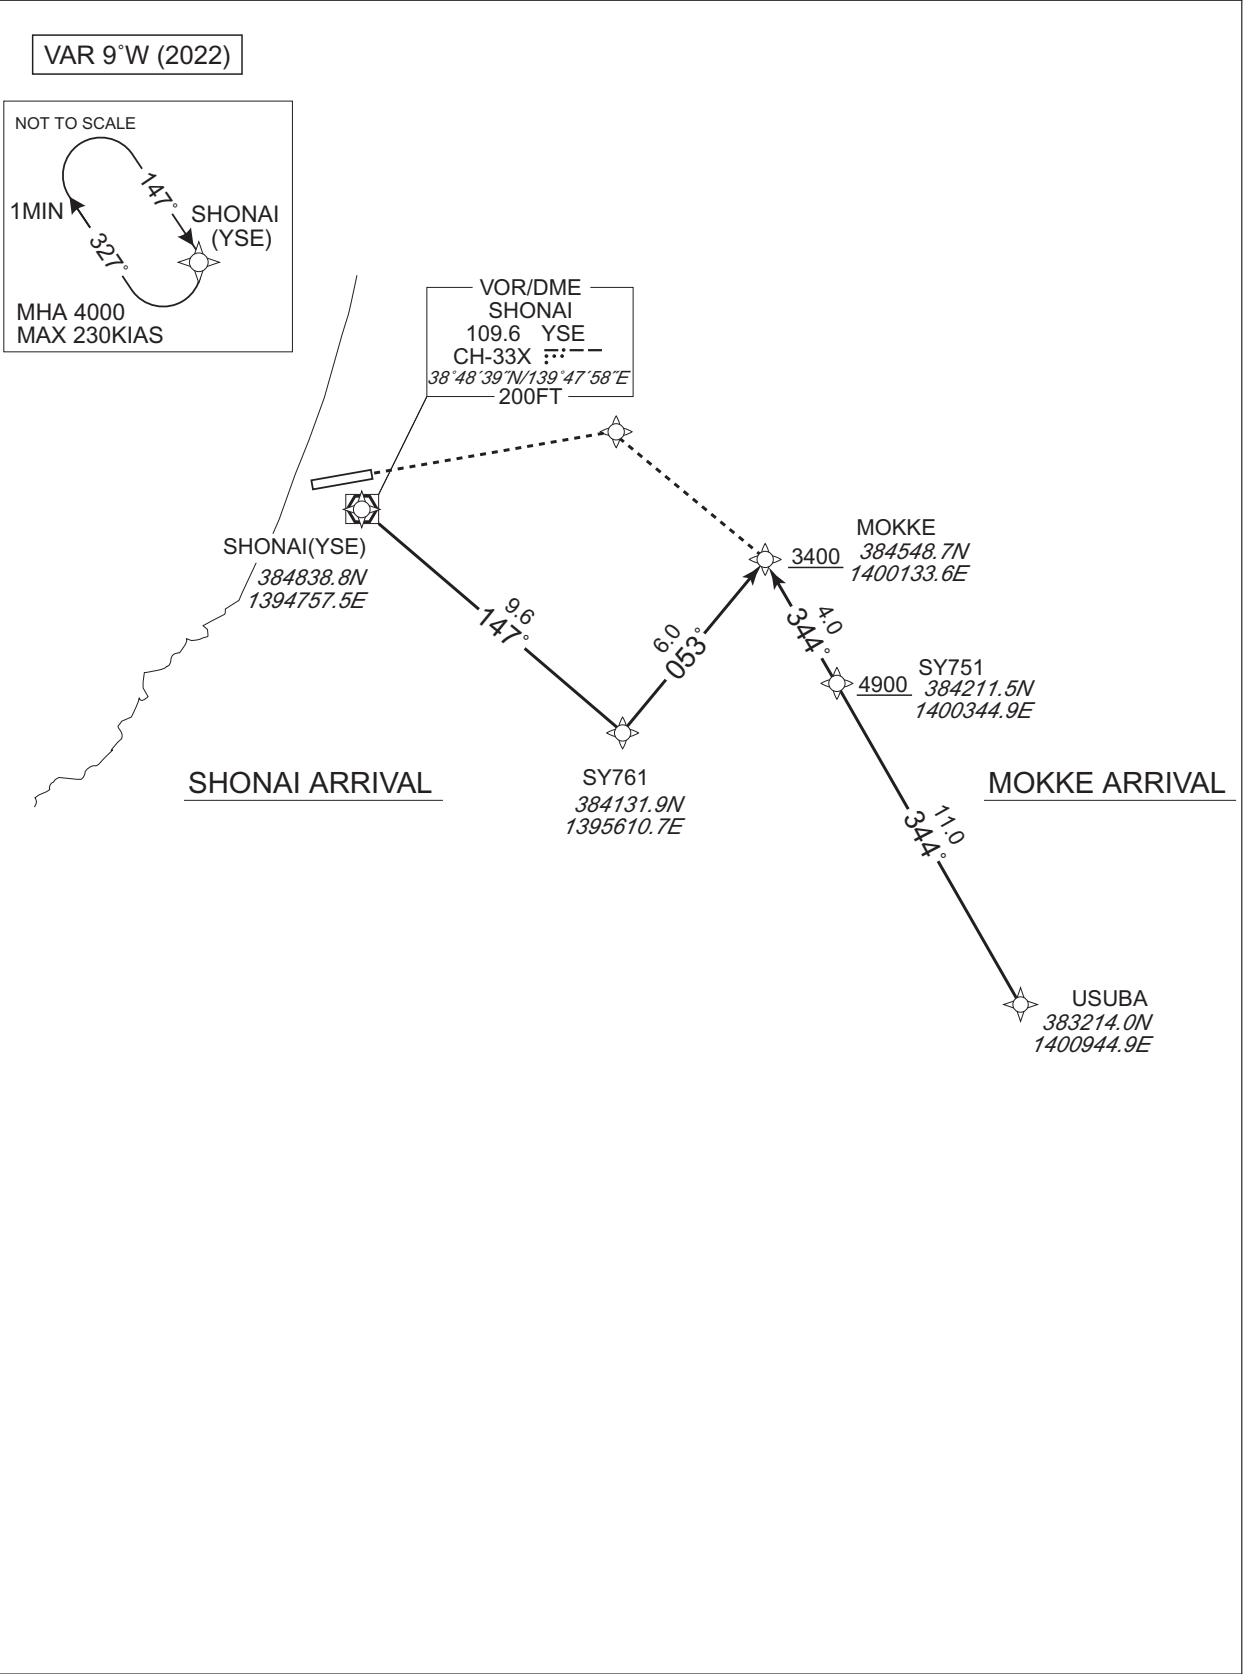 VAR 9°W (2022)
NOT TO SCALE
147°
1MIN
SHONAI
(YSE)
327°
MHA 4000
MAX 230KIAS
VOR/DME
SHONAI
109.6 YSE
CH-33X
38°48′39″N/139°47′58″E
200FT
SHONAI(YSE)
384838.8N
1394757.5E
MOKKE
3400 384548.7N
1400133.6E
9.6
147°
6.0
053°
4.0
344°
SY751
4900 384211.5N
1400344.9E
SY761
384131.9N
1395610.7E
SHONAI ARRIVAL
MOKKE ARRIVAL
11.0
344°
USUBA
383214.0N
1400944.9E